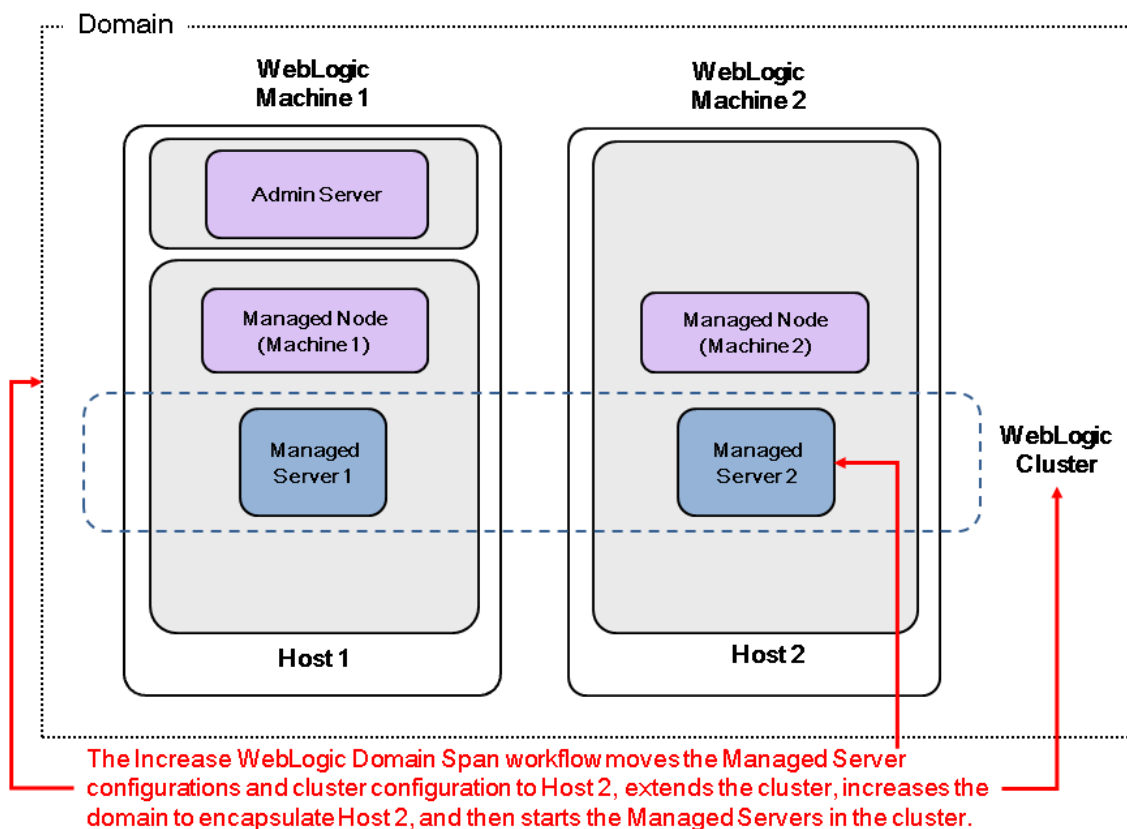 Domain
WebLogic
Machine 1
WebLogic
Machine 2
Admin Server
Managed Node
(Machine 1)
Managed Node
(Machine 2)
Managed
Server 1
Managed
Server 2
WebLogic
Cluster
Host 1
Host 2
The Increase WebLogic Domain Span workflow moves the Managed Server
configurations and cluster configuration to Host 2, extends the cluster, increases the
domain to encapsulate Host 2, and then starts the Managed Servers in the cluster.